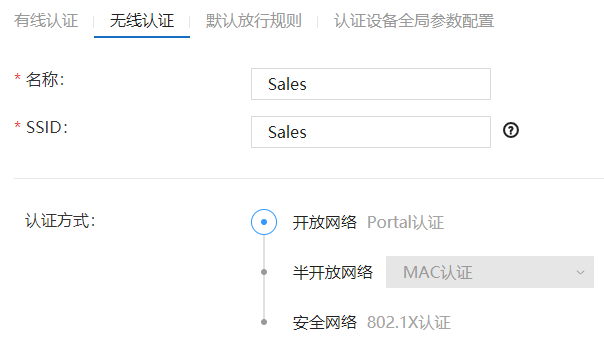 有线认证 无线认证 默认放行规则 认证设备全局参数配置
* 名称： Sales
* SSID： Sales ?
认证方式： 开放网络 Portal认证
半开放网络 MAC认证
安全网络 802.1X认证